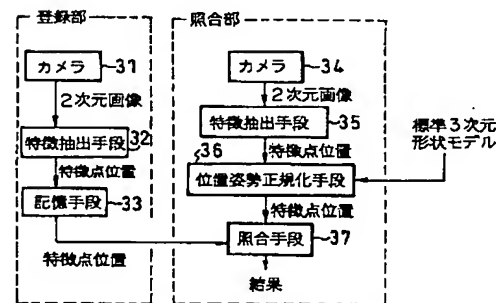 登録部
カメラ 31
2次元画像
特徴抽出手段 32
特徴点位置
記憶手段 33
特徴点位置
照合部
カメラ 34
2次元画像
特徴抽出手段 35
36 特徴点位置
位置姿勢正規化手段
標準3次元
形状モデル
特徴点位置
照合手段 37
結果